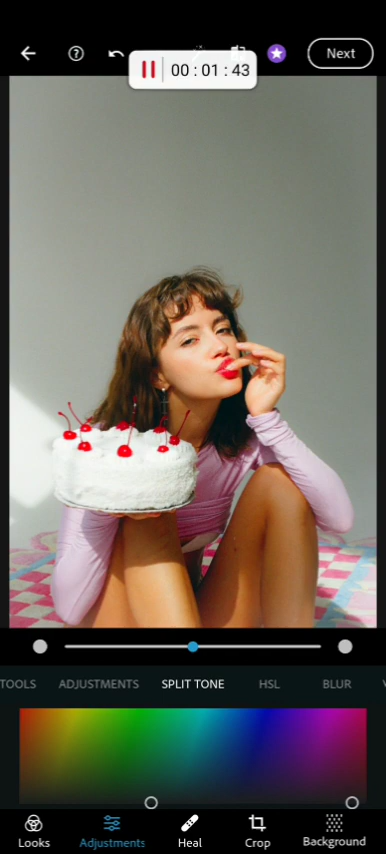 Next
00 : 01 : 43
TOOLS ADJUSTMENTS SPLIT TONE HSL BLUR
Looks Adjustments Heal Crop Background